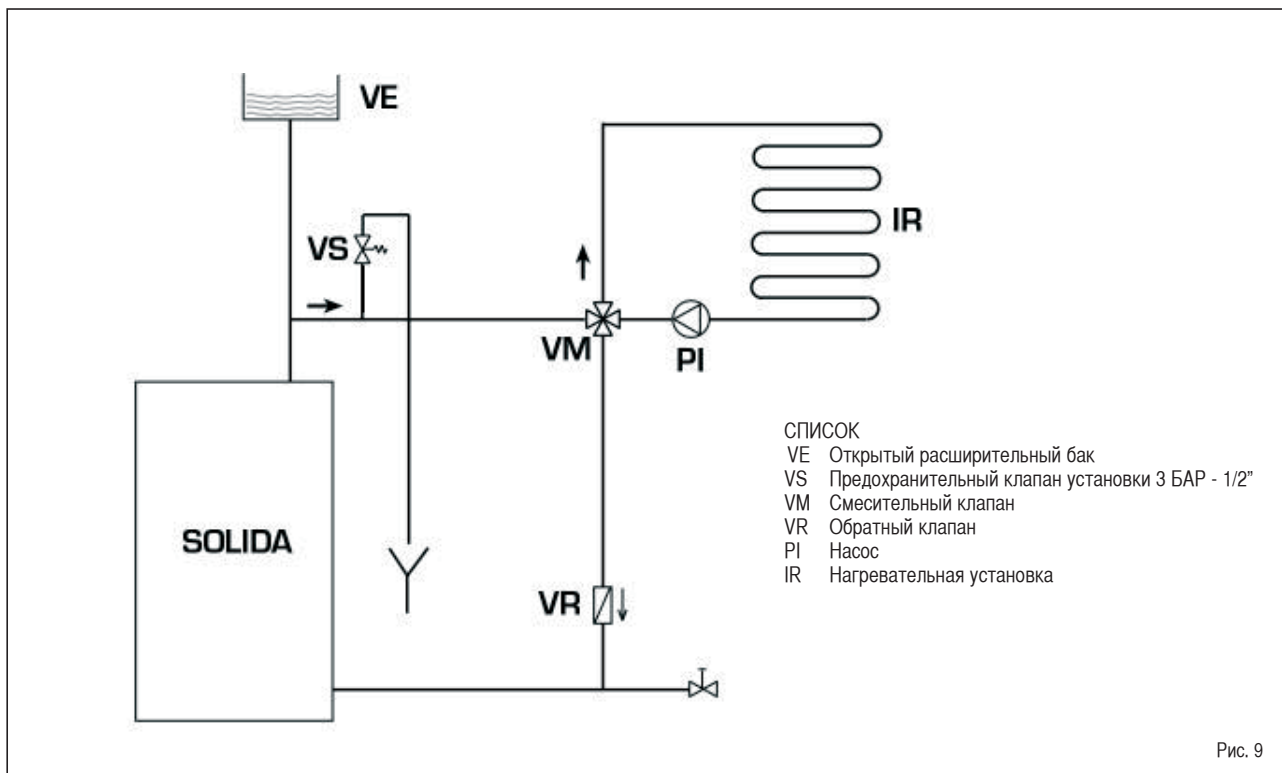 VE
VS
IR
VM
PI
SOLIDA
VR
СПИСОК
VE Открытый расширительный бак
VS Предохранительный клапан установки 3 БАР - 1/2”
VM Смесительный клапан
VR Обратный клапан
PI Насос
IR Нагревательная установка
Рис. 9